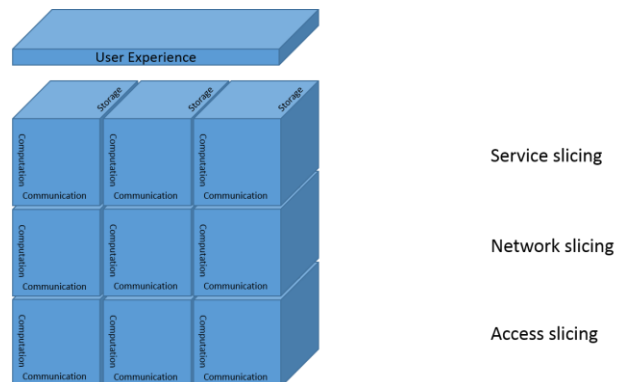 User Experience
Storage
Storage
Storage
Computation
Computation
Computation
Communication
Communication
Communication
Service slicing
Computation
Computation
Computation
Communication
Communication
Communication
Network slicing
Computation
Computation
Computation
Communication
Communication
Communication
Access slicing